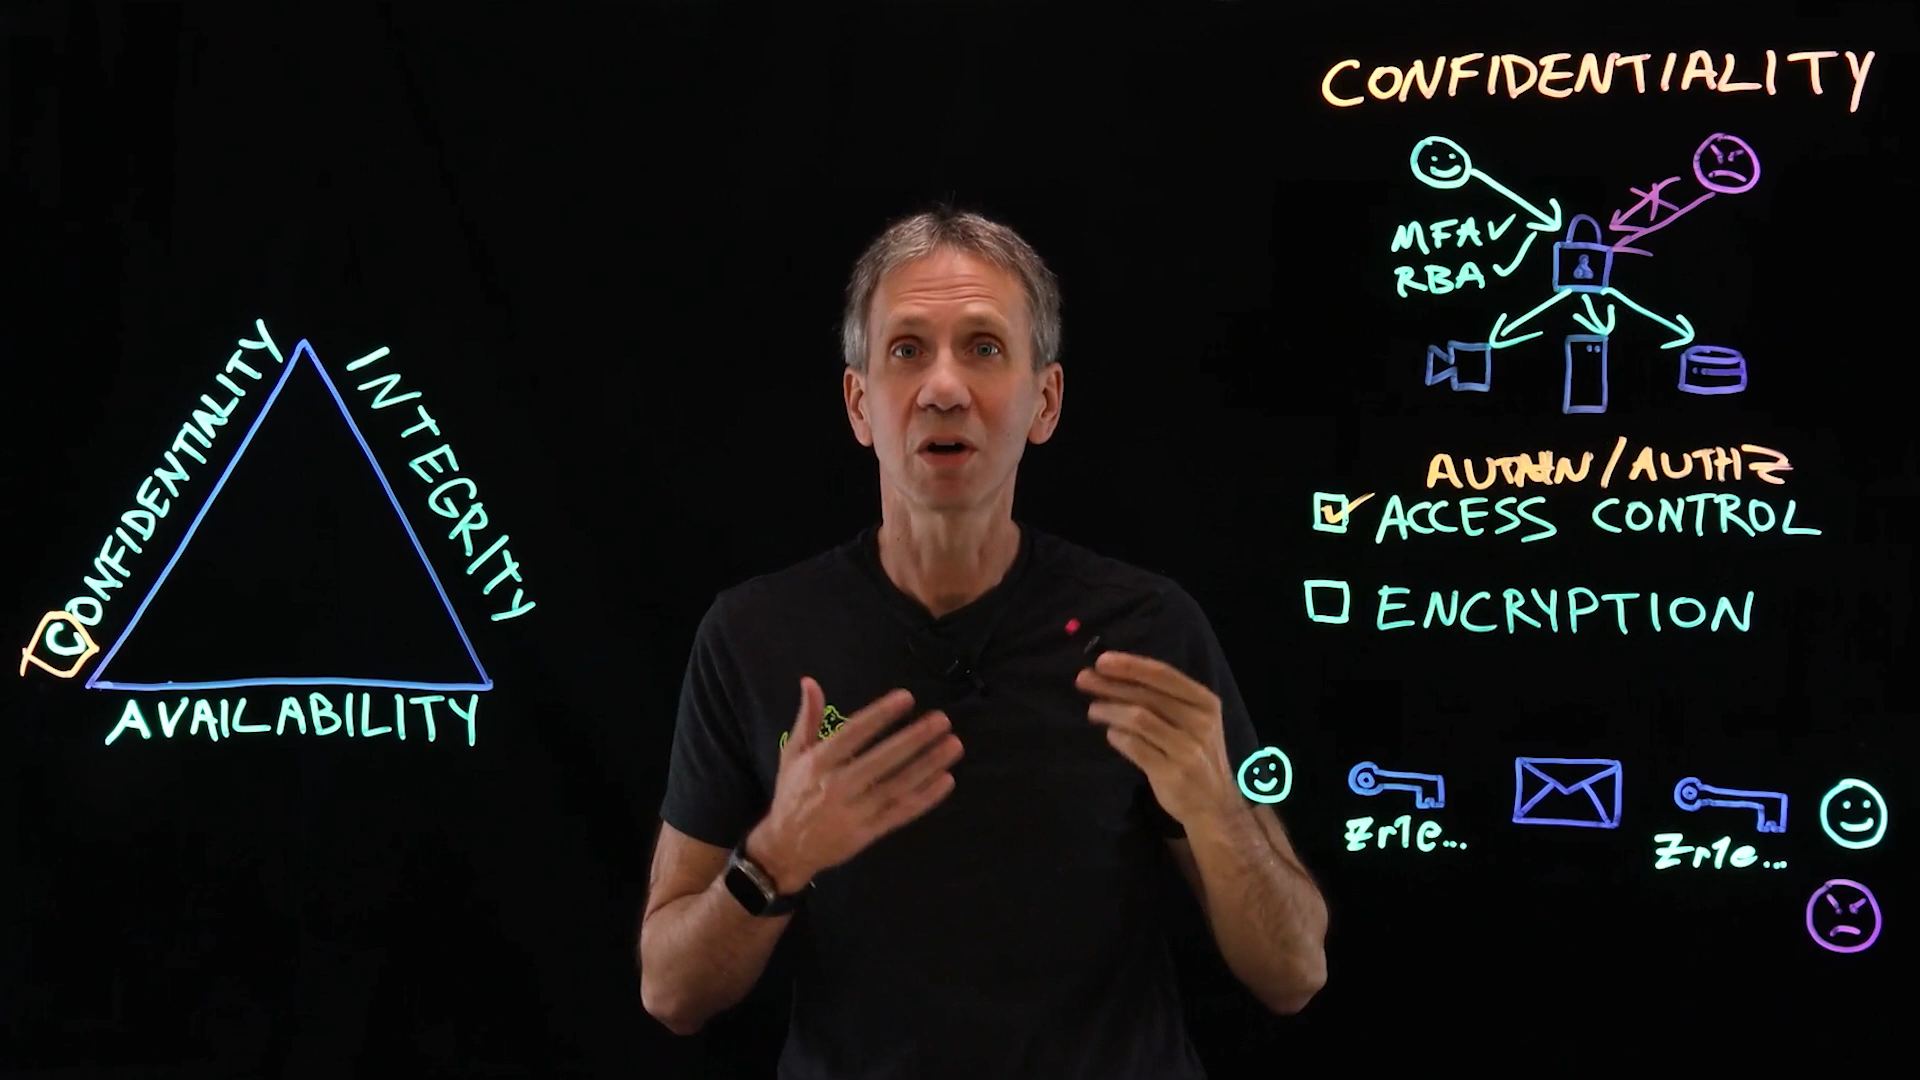 CONFIDENTIALITY
INTEGRITY
AVAILABILITY
CONFIDENTIALITY
MFA
RBA
AUTHN/AUTHZ
ACCESS CONTROL
ENCRYPTION
Zr1e...
Zr1e...